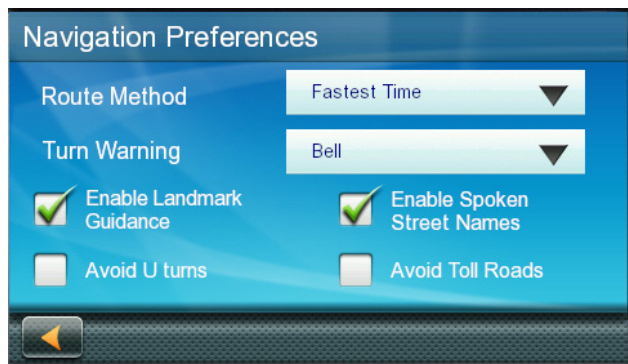 Navigation Preferences
Route Method
Fastest Time
Turn Warning
Bell
Enable Landmark
Guidance
Enable Spoken
Street Names
Avoid U turns
Avoid Toll Roads